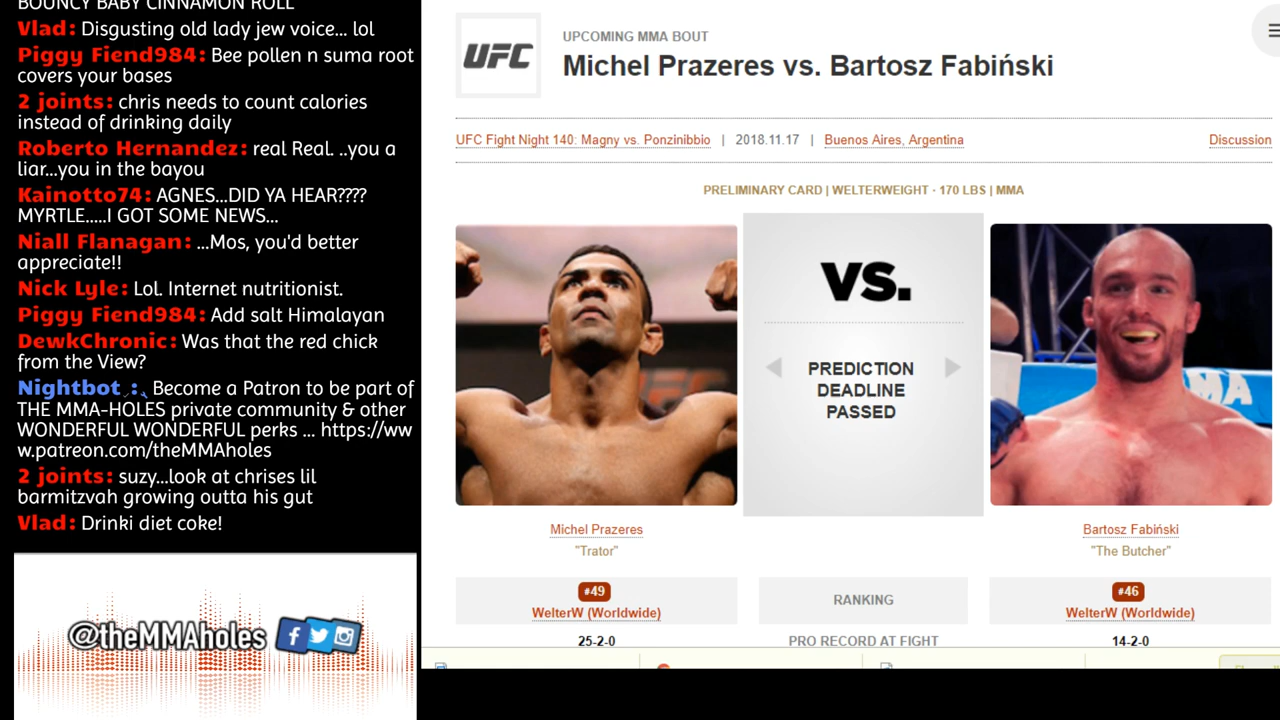 BOUNCY BABY CINNAMON ROLL
Vlad: Disgusting old lady jew voice... lol
Piggy Fiend984: Bee pollen n suma root
covers your bases
2 joints: chris needs to count calories
instead of drinking daily
Roberto Hernandez: real Real. ..you a
liar...you in the bayou
Kainotto74: AGNES...DID YA HEAR????
MYRTLE.....I GOT SOME NEWS...
Niall Flanagan: ...Mos, you'd better
appreciate!!
Nick Lyle: Lol. Internet nutritionist.
Piggy Fiend984: Add salt Himalayan
DewkChronic: Was that the red chick
from the View?
Nightbot : Become a Patron to be part of
THE MMA-HOLES private community & other
WONDERFUL WONDERFUL perks ... https://ww
w.patreon.com/theMMAholes
2 joints: suzy...look at chrises lil
barmitzvah growing outta his gut
Vlad: Drinki diet coke!
@theMMAholes
UFC
UPCOMING MMA BOUT
Michel Prazeres vs. Bartosz Fabiński
UFC Fight Night 140: Magny vs. Ponzinibbio | 2018.11.17 | Buenos Aires, Argentina
Discussion
PRELIMINARY CARD | WELTERWEIGHT · 170 LBS | MMA
VS.
PREDICTION
DEADLINE
PASSED
MA
Michel Prazeres
"Trator"
Bartosz Fabiński
"The Butcher"
#49
WelterW (Worldwide)
RANKING
#46
WelterW (Worldwide)
25-2-0
PRO RECORD AT FIGHT
14-2-0